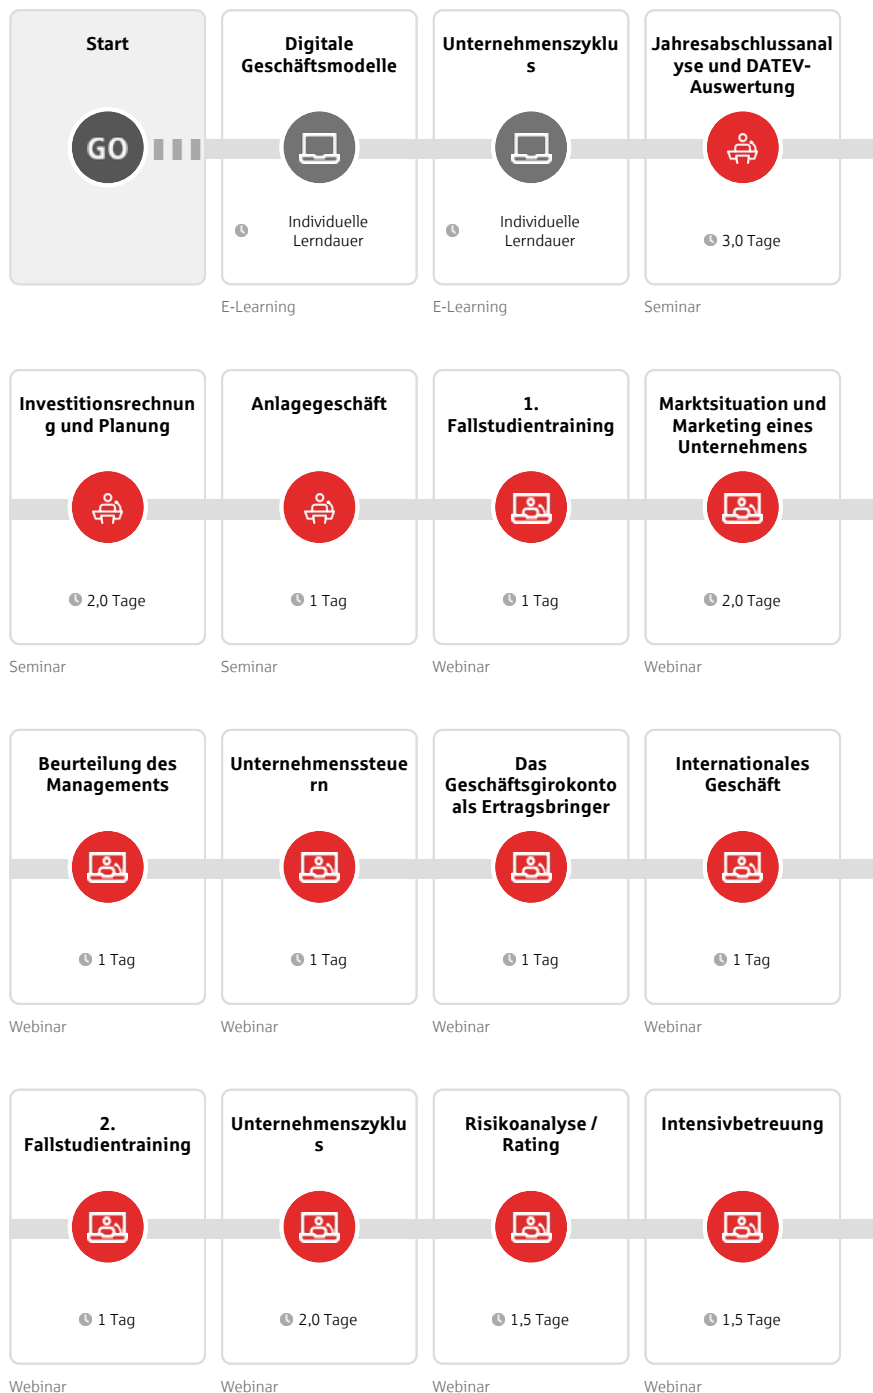 Start
GO
Digitale
Geschäftsmodelle
Individuelle
Lerndauer
E-Learning
Unternehmenszyklu
s
Individuelle
Lerndauer
E-Learning
Jahresabschlussanal
yse und DATEV-
Auswertung
3,0 Tage
Seminar
Investitionsrechnun
g und Planung
2,0 Tage
Seminar
Anlagegeschäft
1 Tag
Seminar
1.
Fallstudientraining
1 Tag
Webinar
Marktsituation und
Marketing eines
Unternehmens
2,0 Tage
Webinar
Beurteilung des
Managements
1 Tag
Webinar
Unternehmenssteue
rn
1 Tag
Webinar
Das
Geschäftsgirokonto
als Ertragsbringer
1 Tag
Webinar
Internationales
Geschäft
1 Tag
Webinar
2.
Fallstudientraining
1 Tag
Webinar
Unternehmenszyklu
s
2,0 Tage
Webinar
Risikoanalyse /
Rating
1,5 Tage
Webinar
Intensivbetreuung
1,5 Tage
Webinar